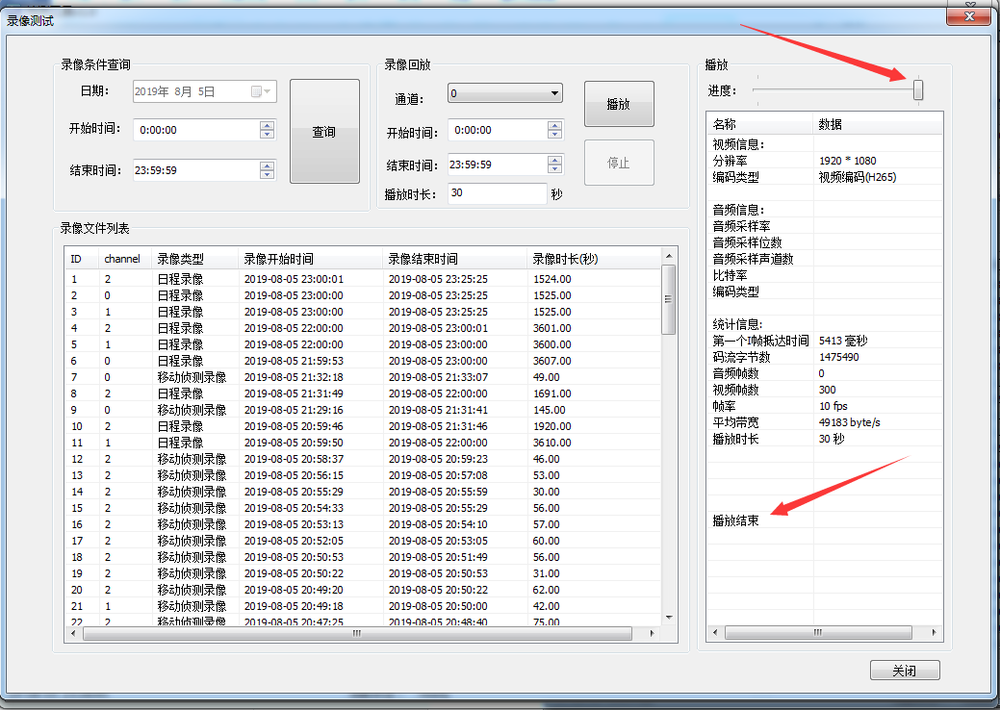 录像测试
录像条件查询
日期：
2019年 8月 5日
开始时间：
0:00:00
结束时间：
23:59:59
查询
录像回放
通道：
0
开始时间：
0:00:00
结束时间：
23:59:59
播放时长：
30
秒
播放
停止
录像文件列表
ID channel 录像类型 录像开始时间 录像结束时间 录像时长(秒)
1 2 日程录像 2019-08-05 23:00:01 2019-08-05 23:25:25 1524.00
2 0 日程录像 2019-08-05 23:00:00 2019-08-05 23:25:25 1525.00
3 1 日程录像 2019-08-05 23:00:00 2019-08-05 23:25:25 1525.00
4 2 日程录像 2019-08-05 22:00:00 2019-08-05 23:00:01 3601.00
5 1 日程录像 2019-08-05 22:00:00 2019-08-05 23:00:00 3600.00
6 0 日程录像 2019-08-05 21:59:53 2019-08-05 23:00:00 3607.00
7 0 移动侦测录像 2019-08-05 21:32:18 2019-08-05 21:33:07 49.00
8 2 日程录像 2019-08-05 21:31:49 2019-08-05 22:00:00 1691.00
9 0 移动侦测录像 2019-08-05 21:29:16 2019-08-05 21:31:41 145.00
10 2 日程录像 2019-08-05 20:59:46 2019-08-05 21:31:46 1920.00
11 1 日程录像 2019-08-05 20:59:50 2019-08-05 22:00:00 3610.00
12 2 移动侦测录像 2019-08-05 20:58:37 2019-08-05 20:59:23 46.00
13 2 移动侦测录像 2019-08-05 20:56:15 2019-08-05 20:57:08 53.00
14 2 移动侦测录像 2019-08-05 20:55:29 2019-08-05 20:55:59 30.00
15 2 移动侦测录像 2019-08-05 20:54:33 2019-08-05 20:55:29 56.00
16 2 移动侦测录像 2019-08-05 20:53:13 2019-08-05 20:54:10 57.00
17 2 移动侦测录像 2019-08-05 20:52:05 2019-08-05 20:53:05 60.00
18 2 移动侦测录像 2019-08-05 20:50:53 2019-08-05 20:51:49 56.00
19 2 移动侦测录像 2019-08-05 20:50:22 2019-08-05 20:50:53 31.00
20 2 移动侦测录像 2019-08-05 20:49:20 2019-08-05 20:50:22 62.00
21 1 移动侦测录像 2019-08-05 20:49:18 2019-08-05 20:50:00 42.00
22 2 移动侦测录像 2019-08-05 20:47:25 2019-08-05 20:48:40 75.00
播放
进度：
名称 数据
视频信息：
分辨率 1920 * 1080
编码类型 视频编码(H265)
音频信息：
音频采样率
音频采样位数
音频采样声道数
比特率
编码类型
统计信息:
第一个I帧抵达时间 5413 毫秒
码流字节数 1475490
音频帧数 0
视频帧数 300
帧率 10 fps
平均带宽 49183 byte/s
播放时长 30 秒
播放结束
关闭